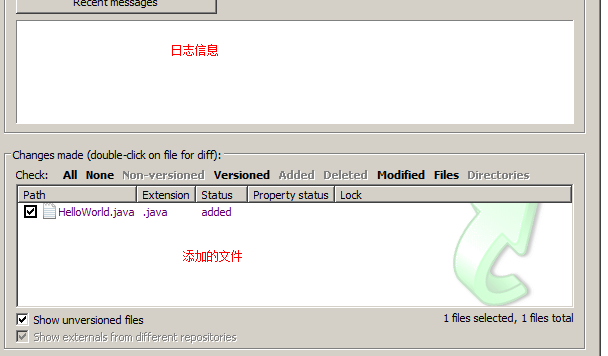 Recent messages
日志信息
Changes made (double-click on file for diff):
Check: All None Non-versioned Versioned Added Deleted Modified Files Directories
Path Extension Status Property status Lock
HelloWorld.java .java added
添加的文件
Show unversioned files 1 files selected, 1 files total
Show externals from different repositories